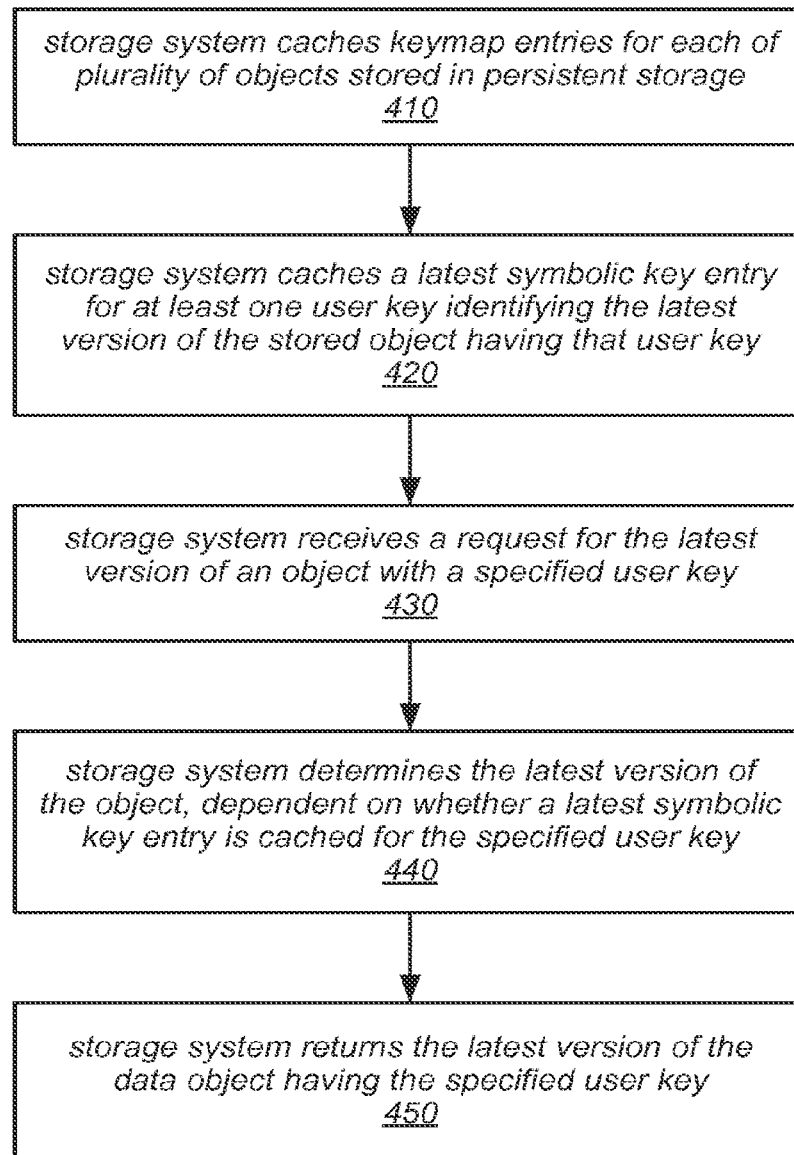 storage system caches keymap entries for each of
plurality of objects stored in persistent storage
410
storage system caches a latest symbolic key entry
for at least one user key identifying the latest
version of the stored object having that user key
420
storage system receives a request for the latest
version of an object with a specified user key
430
storage system determines the latest version of
the object, dependent on whether a latest symbolic
key entry is cached for the specified user key
440
storage system returns the latest version of the
data object having the specified user key
450